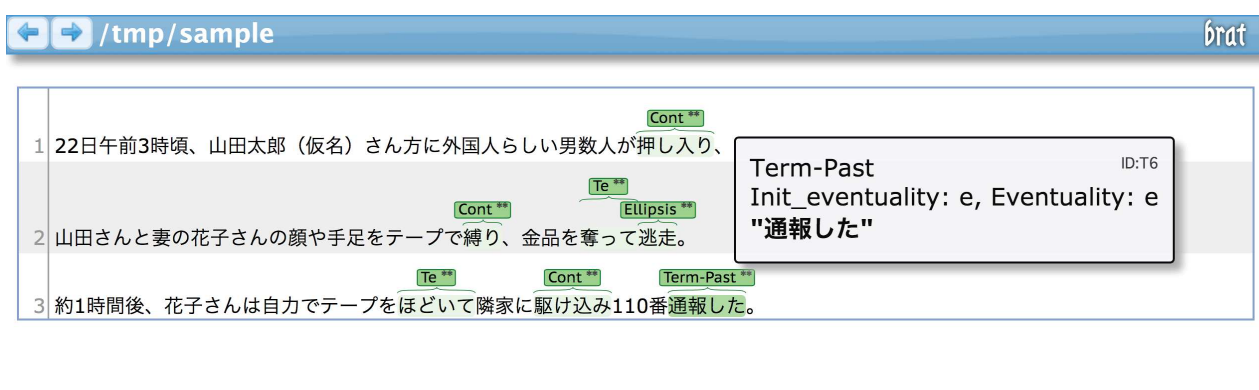 /tmp/sample
brat
Cont **
1 22日午前3時頃、山田太郎（仮名）さん方に外国人らしい男数人が押し入り、
Term-Past ID:T6
Init_eventuality: e, Eventuality: e
"通報した"
Te **
Cont ** Ellipsis **
2 山田さんと妻の花子さんの顔や手足をテープで縛り、金品を奪って逃走。
Te ** Cont ** Term-Past **
3 約1時間後、花子さんは自力でテープをほどいて隣家に駆け込み110番通報した。